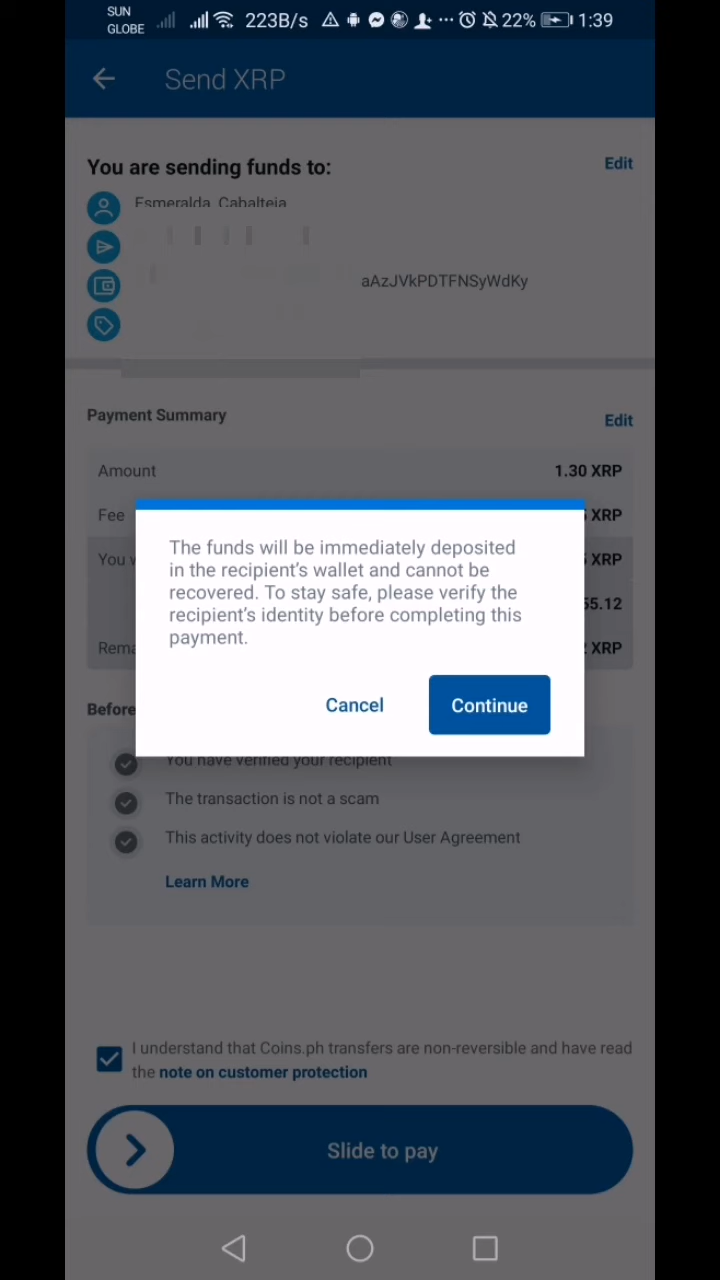 SUN
GLOBE
223B/s
22%
1:39
Send XRP
You are sending funds to:
Edit
Esmeralda Cabalteja
aAzJVkPDTFNSyWdKy
Payment Summary
Edit
Amount
1.30 XRP
Fee
XRP
You
XRP
55.12
XRP
The funds will be immediately deposited
in the recipient's wallet and cannot be
recovered. To stay safe, please verify the
recipient's identity before completing this
payment.
Cancel
Continue
Before
You have verified your recipient
The transaction is not a scam
This activity does not violate our User Agreement
Learn More
I understand that Coins.ph transfers are non-reversible and have read
the note on customer protection
Slide to pay